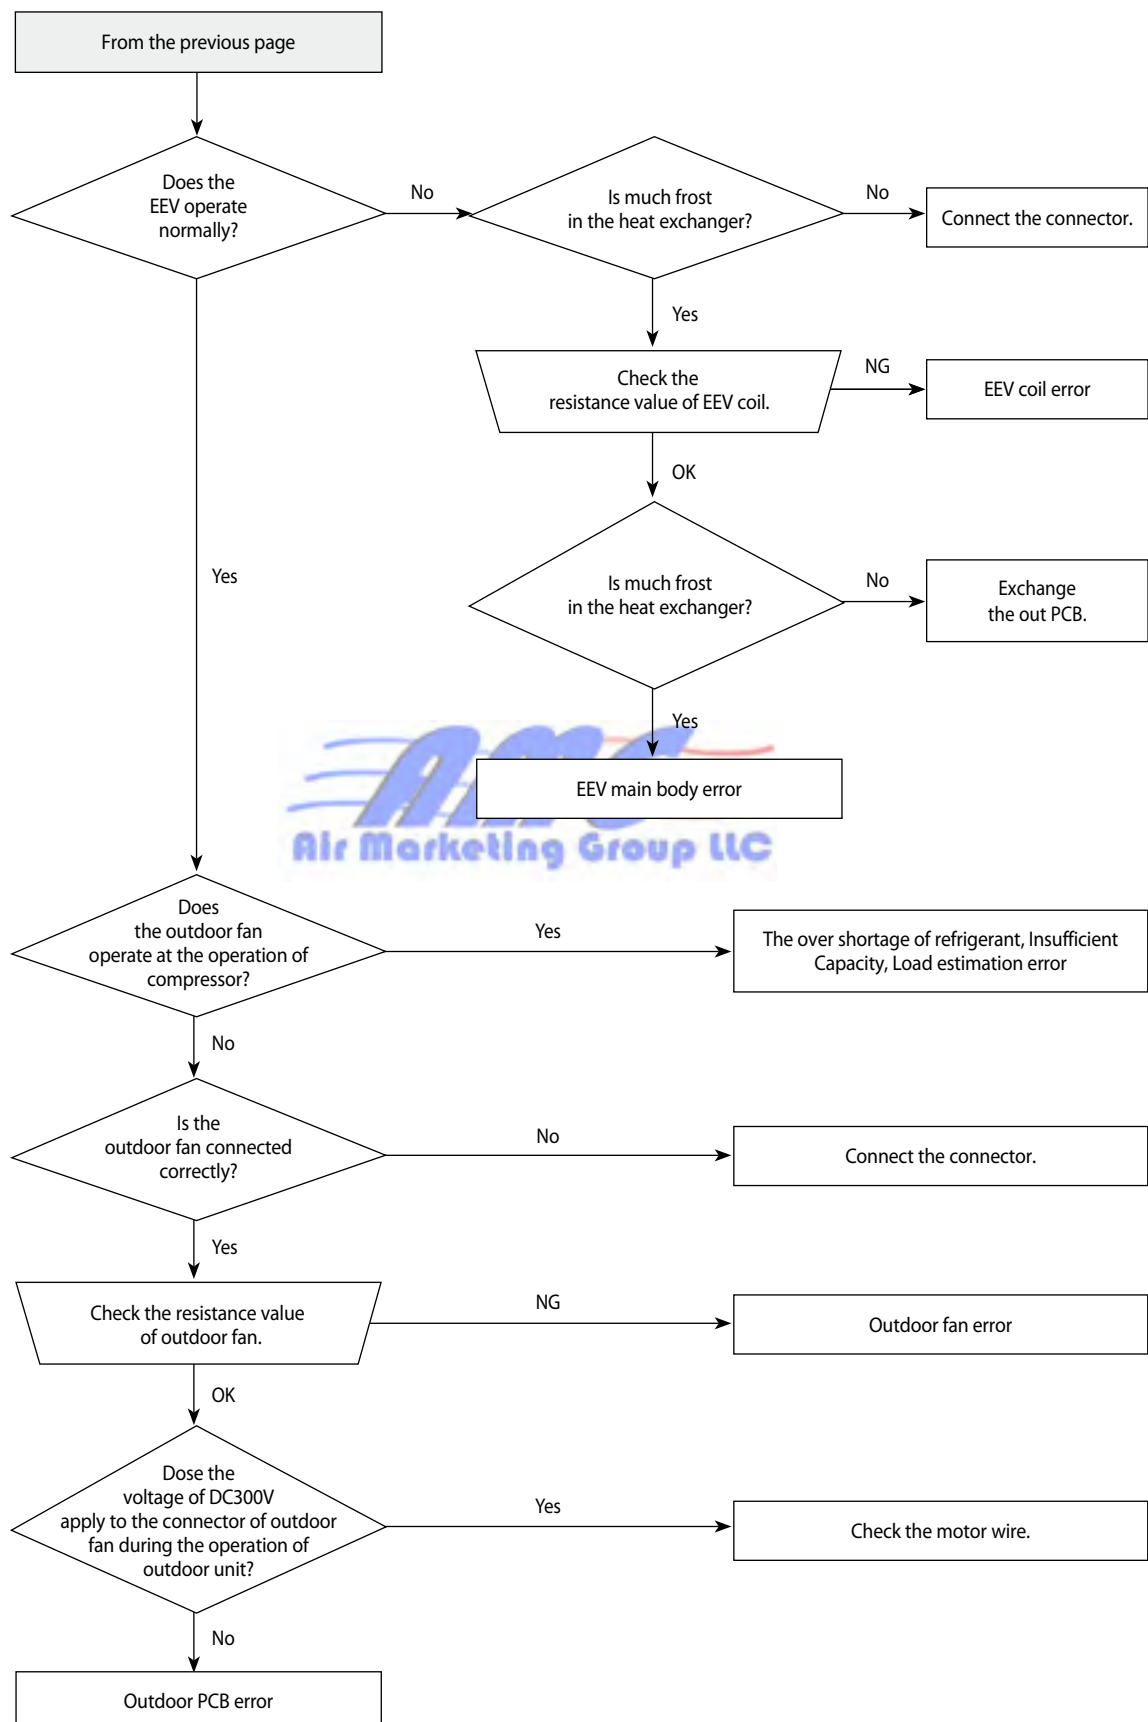 From the previous page
Does the
EEV operate
normally?
No
Is much frost
in the heat exchanger?
No
Connect the connector.
Yes
Check the
resistance value of EEV coil.
NG
EEV coil error
OK
Yes
Is much frost
in the heat exchanger?
No
Exchange
the out PCB.
Yes
EEV main body error
AMG
Air Marketing Group LLC
Does
the outdoor fan
operate at the operation of
compressor?
Yes
The over shortage of refrigerant, Insufficient
Capacity, Load estimation error
No
Is the
outdoor fan connected
correctly?
No
Connect the connector.
Yes
Check the resistance value
of outdoor fan.
NG
Outdoor fan error
OK
Dose the
voltage of DC300V
apply to the connector of outdoor
fan during the operation of
outdoor unit?
Yes
Check the motor wire.
No
Outdoor PCB error